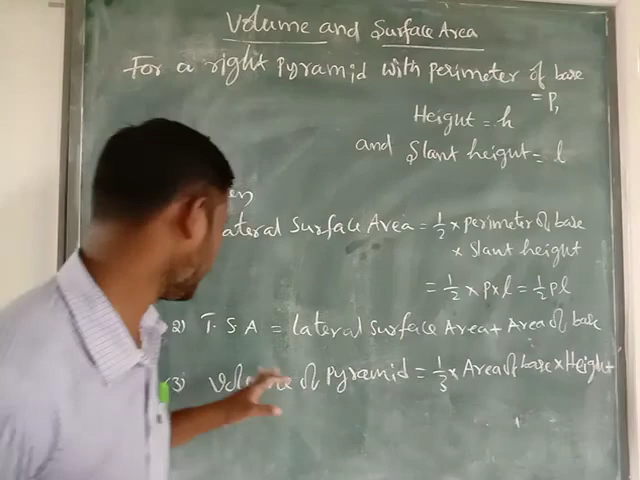 Volume and Surface Area
For a right pyramid with perimeter of base
= P,
Height = h
and Slant height = l
lateral Surface Area = 1/2 × perimeter of base
× slant height
= 1/2 × P × l = 1/2 Pl
2) T. S. A = lateral surface Area + Area of base
(3) Volume of Pyramid = 1/3 × Area of base × Height